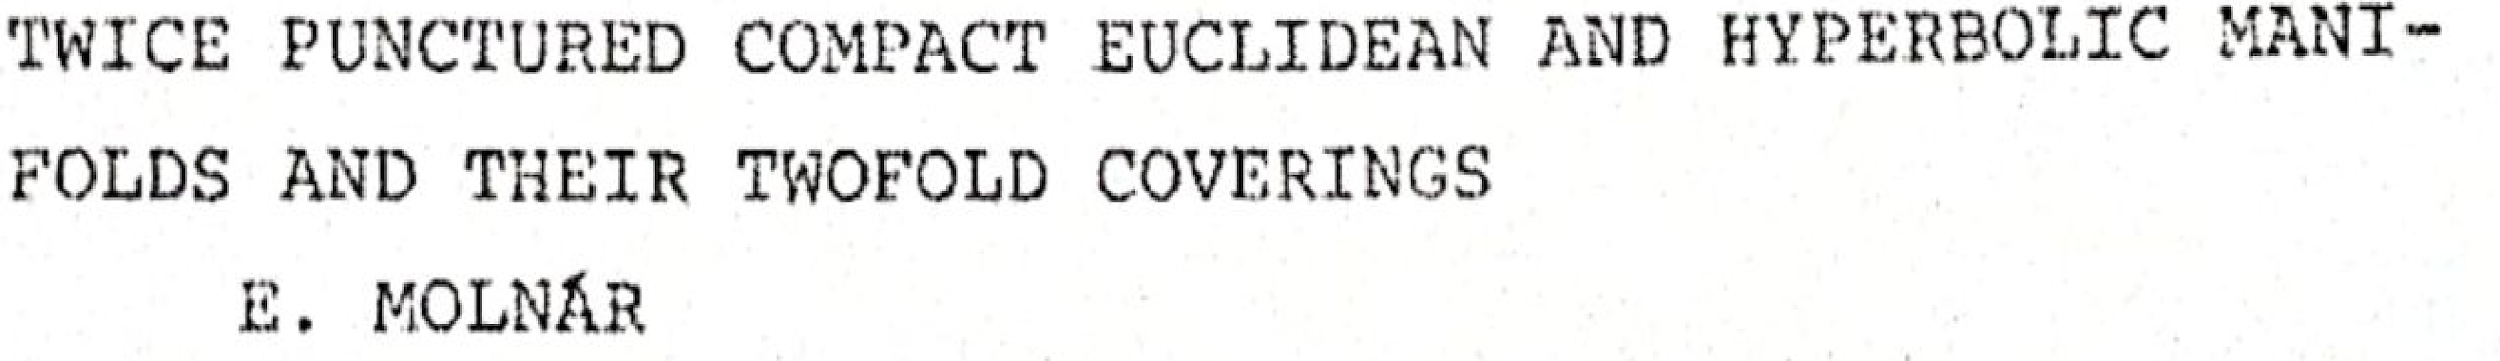 TWICE PUNCTURED COMPACT EUCLIDEAN AND HYPERBOLIC MANI-
FOLDS AND THEIR TWOFOLD COVERINGS
E. MOLNÁR